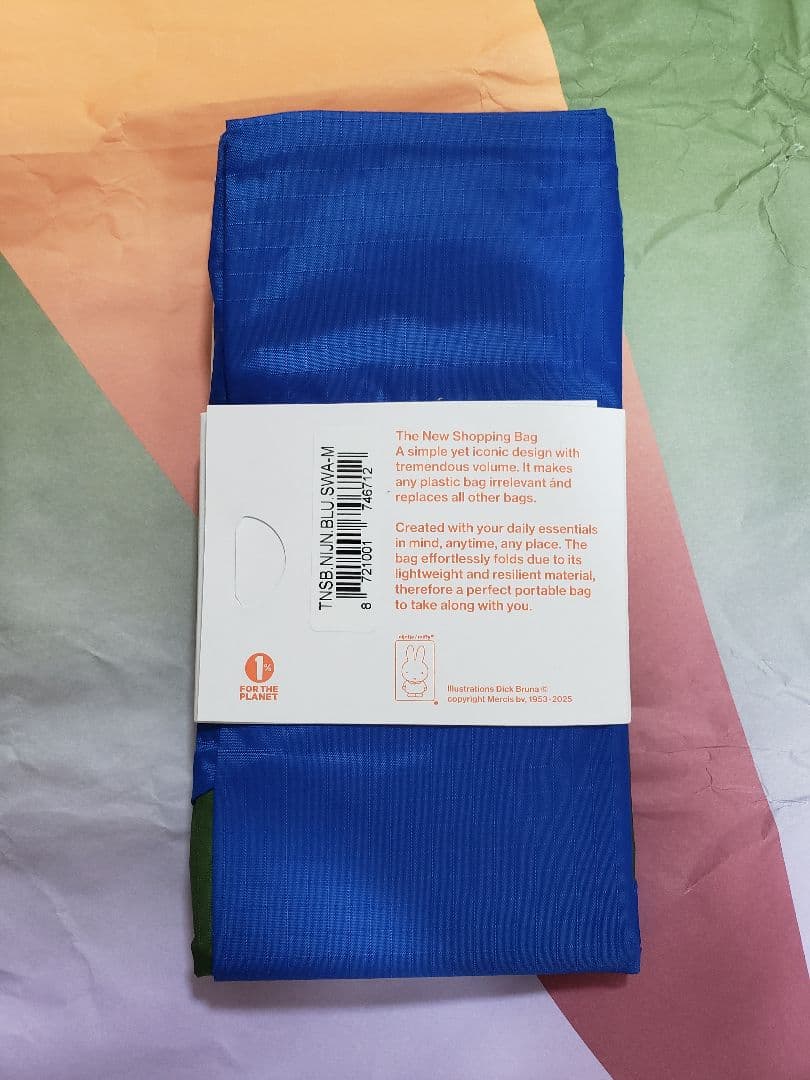 The New Shopping Bag
A simple yet iconic design with
tremendous volume. It makes
any plastic bag irrelevant ánd
replaces all other bags.
Created with your daily essentials
in mind, anytime, any place. The
bag effortlessly folds due to its
lightweight and resilient material,
therefore a perfect portable bag
to take along with you.
TNSB.NIJN.BLU.SWA-M
8 721001 746712
1%
FOR THE
PLANET
nijntje/miffy®
Illustrations Dick Bruna ©
copyright Mercis bv, 1953-2025